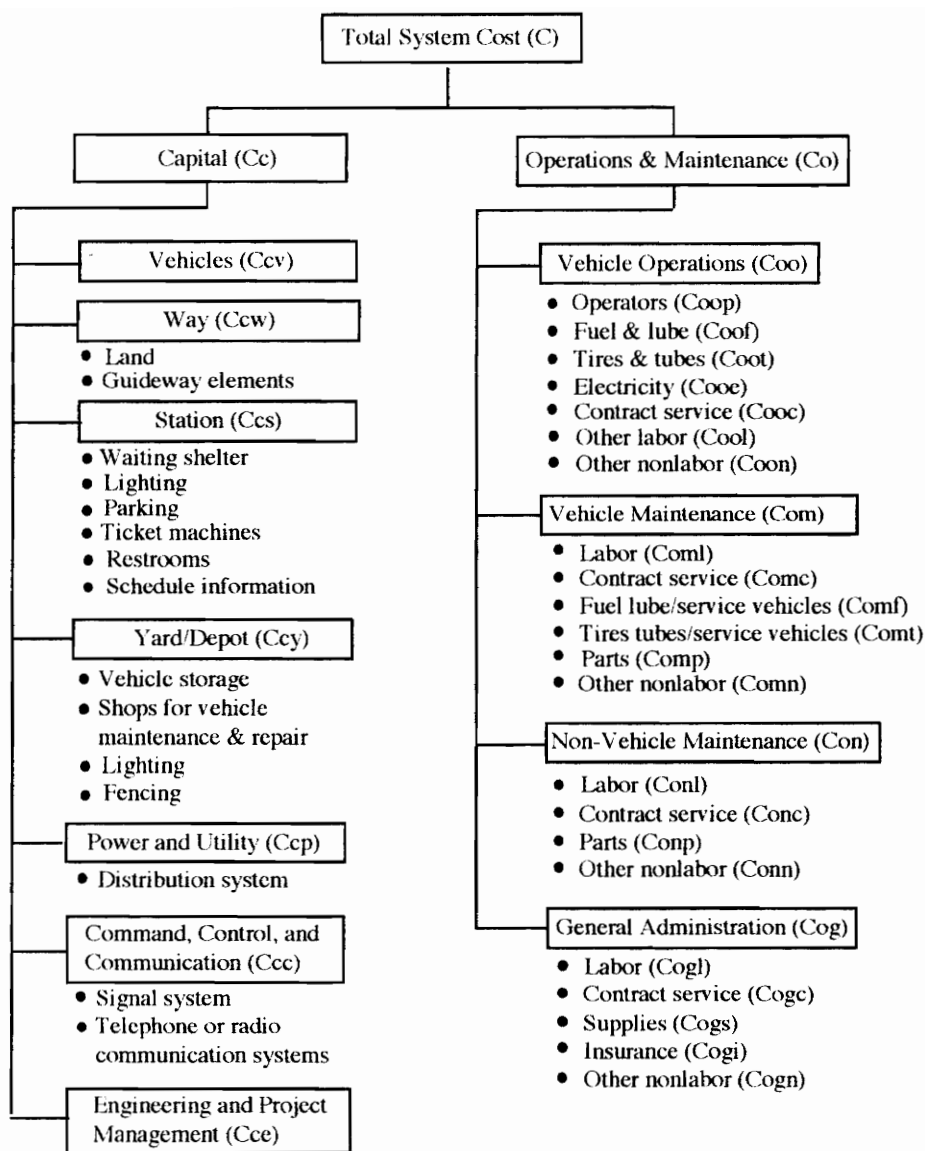 Total System Cost (C)
Capital (Cc)
Vehicles (Ccv)
Way (Ccw)
• Land
• Guideway elements
Station (Ccs)
• Waiting shelter
• Lighting
• Parking
• Ticket machines
• Restrooms
• Schedule information
Yard/Depot (Ccy)
• Vehicle storage
• Shops for vehicle
maintenance & repair
• Lighting
• Fencing
Power and Utility (Ccp)
• Distribution system
Command, Control, and
Communication (Ccc)
• Signal system
• Telephone or radio
communication systems
Engineering and Project
Management (Cce)
Operations & Maintenance (Co)
Vehicle Operations (Coo)
• Operators (Coop)
• Fuel & lube (Coof)
• Tires & tubes (Coot)
• Electricity (Cooe)
• Contract service (Cooc)
• Other labor (Cool)
• Other nonlabor (Coon)
Vehicle Maintenance (Com)
• Labor (Coml)
• Contract service (Comc)
• Fuel lube/service vehicles (Comf)
• Tires tubes/service vehicles (Comt)
• Parts (Comp)
• Other nonlabor (Comn)
Non-Vehicle Maintenance (Con)
• Labor (Conl)
• Contract service (Conc)
• Parts (Conp)
• Other nonlabor (Conn)
General Administration (Cog)
• Labor (Cogl)
• Contract service (Cogc)
• Supplies (Cogs)
• Insurance (Cogi)
• Other nonlabor (Cogn)